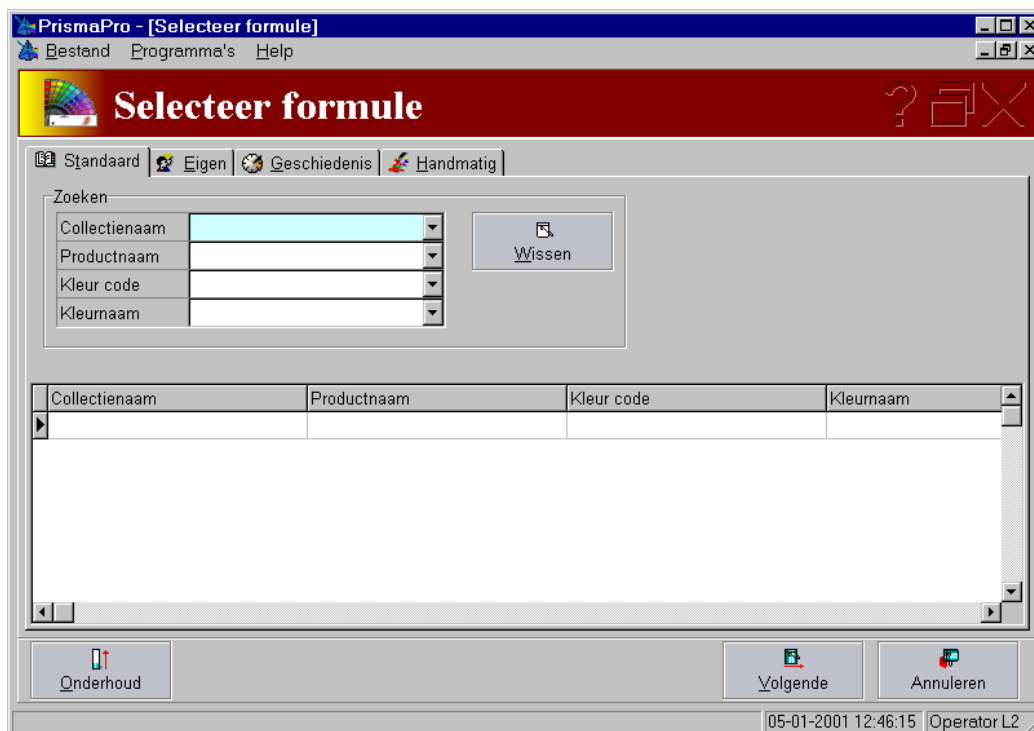 PrismaPro - [Selecteer formule]
Bestand Programma's Help
Selecteer formule
Standaard Eigen Geschiedenis Handmatig
Zoeken
Collectienaam
Productnaam
Kleur code
Kleurnaam
Wissen
Collectienaam Productnaam Kleur code Kleurnaam
Onderhoud Volgende Annuleren
05-01-2001 12:46:15 Operator L2